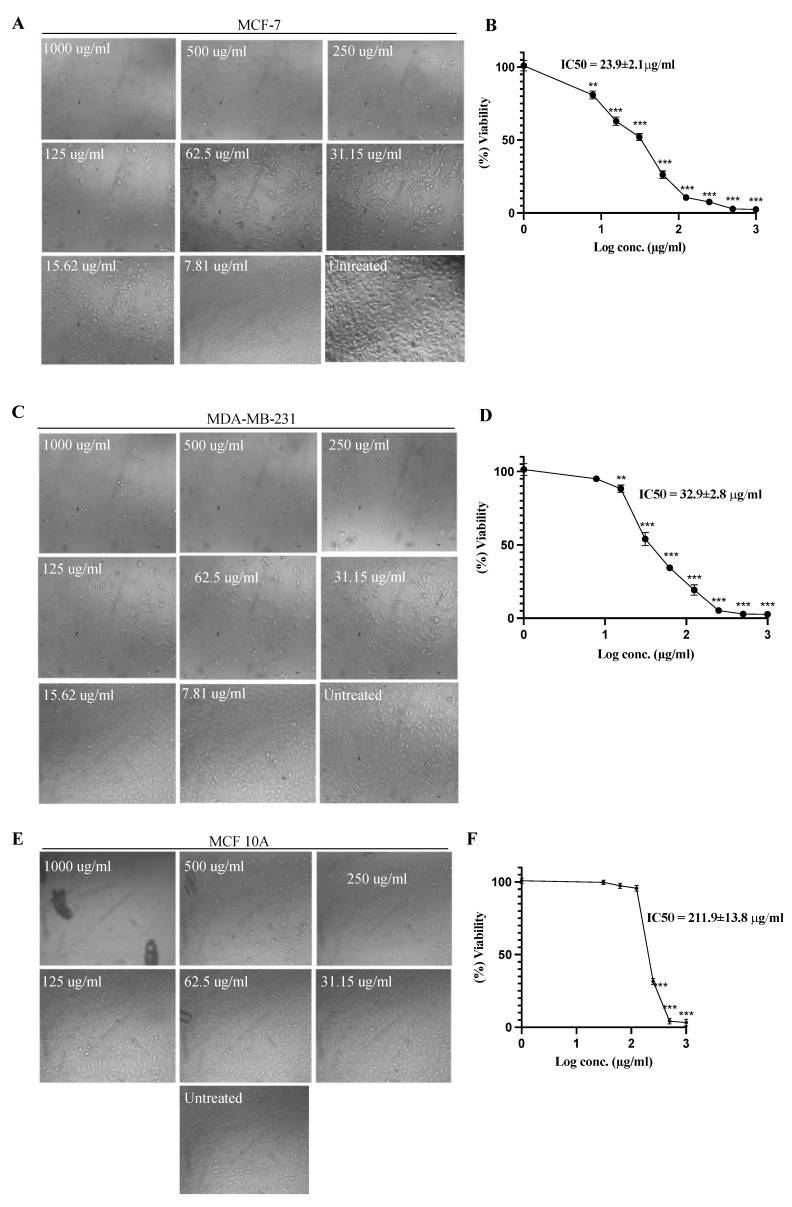 A
MCF-7
1000 ug/ml
500 ug/ml
250 ug/ml
125 ug/ml
62.5 ug/ml
31.15 ug/ml
15.62 ug/ml
7.81 ug/ml
Untreated
B
IC50 = 23.9±2.1µg/ml
(%) Viability
100
50
0
**
***
***
***
***
***
***
***
0
1
2
3
Log conc. (µg/ml)
C
MDA-MB-231
1000 ug/ml
500 ug/ml
250 ug/ml
125 ug/ml
62.5 ug/ml
31.15 ug/ml
15.62 ug/ml
7.81 ug/ml
Untreated
D
IC50 = 32.9±2.8 µg/ml
(%) Viability
100
50
0
**
***
***
***
***
***
***
0
1
2
3
Log conc. (µg/ml)
E
MCF 10A
1000 ug/ml
500 ug/ml
250 ug/ml
125 ug/ml
62.5 ug/ml
31.15 ug/ml
Untreated
F
IC50 = 211.9±13.8 µg/ml
(%) Viability
100
50
0
***
***
***
0
1
2
3
Log conc. (µg/ml)